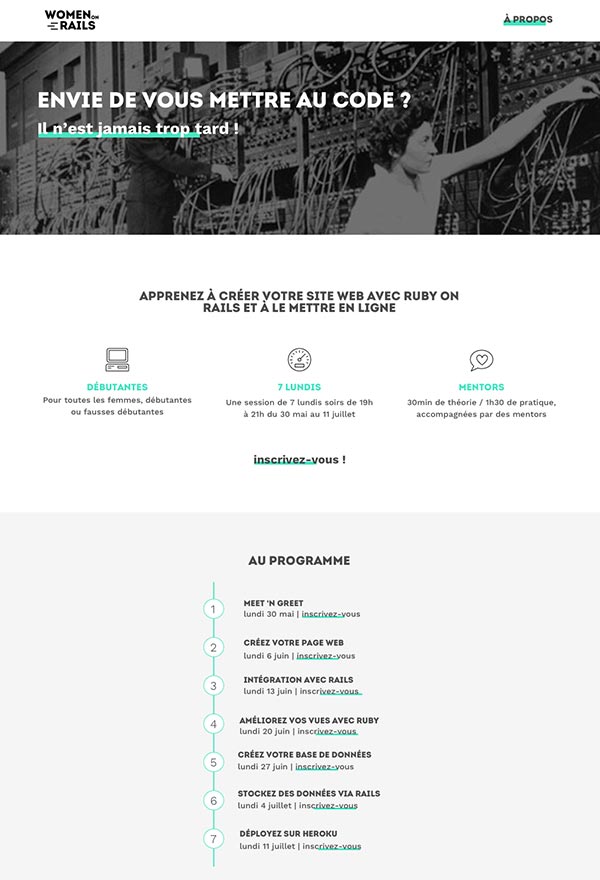 WOMEN ON
RAILS
À PROPOS
ENVIE DE VOUS METTRE AU CODE ?
Il n'est jamais trop tard !
APPRENEZ À CRÉER VOTRE SITE WEB AVEC RUBY ON
RAILS ET À LE METTRE EN LIGNE
DÉBUTANTES
Pour toutes les femmes, débutantes
ou fausses débutantes
7 LUNDIS
Une session de 7 lundis soirs de 19h
à 21h du 30 mai au 11 juillet
MENTORS
30min de théorie / 1h30 de pratique,
accompagnées par des mentors
inscrivez-vous !
AU PROGRAMME
1
MEET 'N GREET
lundi 30 mai | inscrivez-vous
2
CRÉEZ VOTRE PAGE WEB
lundi 6 juin | inscrivez-vous
3
INTÉGRATION AVEC RAILS
lundi 13 juin | inscrivez-vous
4
AMÉLIOREZ VOS VUES AVEC RUBY
lundi 20 juin | inscrivez-vous
5
CRÉEZ VOTRE BASE DE DONNÉES
lundi 27 juin | inscrivez-vous
6
STOCKEZ DES DONNÉES VIA RAILS
lundi 4 juillet | inscrivez-vous
7
DÉPLOYEZ SUR HEROKU
lundi 11 juillet | inscrivez-vous